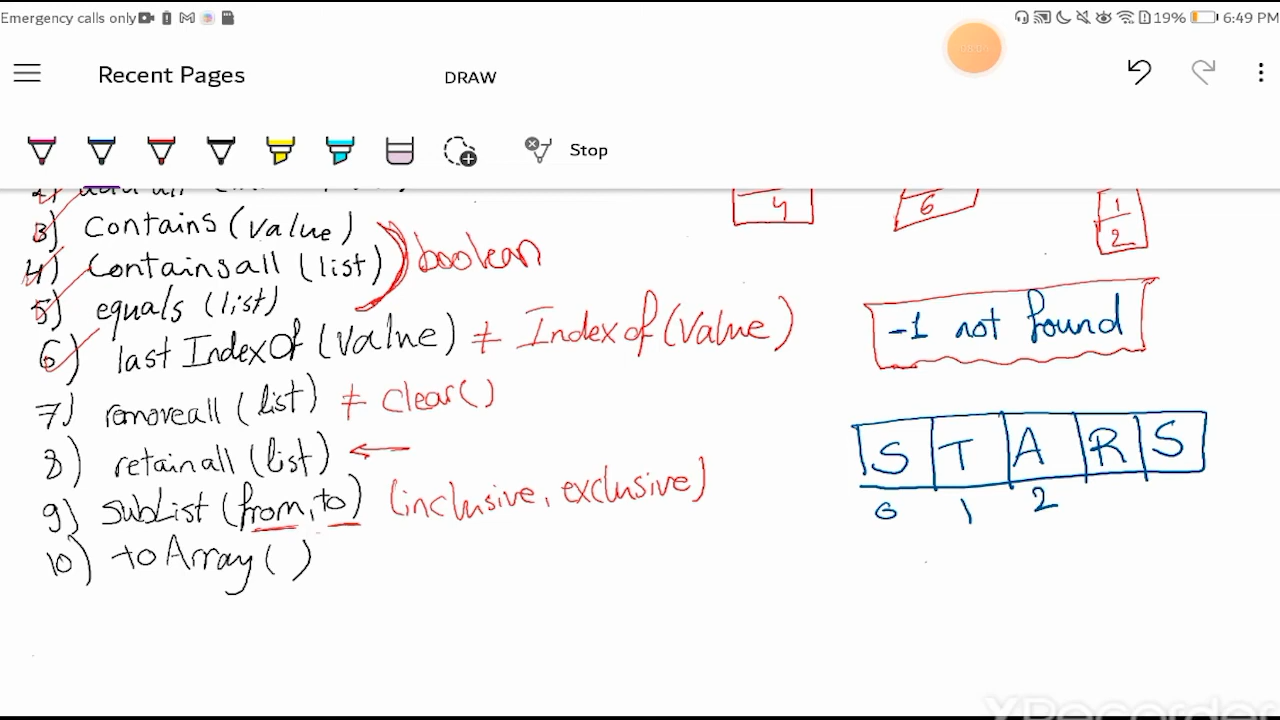 Emergency calls only 19% 6:49 PM
Recent Pages DRAW
Stop
3) Contains (value)
4) Containsall (list) boolean
5) equals (list)
6) last IndexOf (value) ≠ Indexof (value)
7) removeall (list) ≠ clear()
8) retainall (list) ←
9) subList (from, to) (inclusive, exclusive)
10) toArray ( )
4
6
1
2
-1 not found
S T A R S
0 1 2